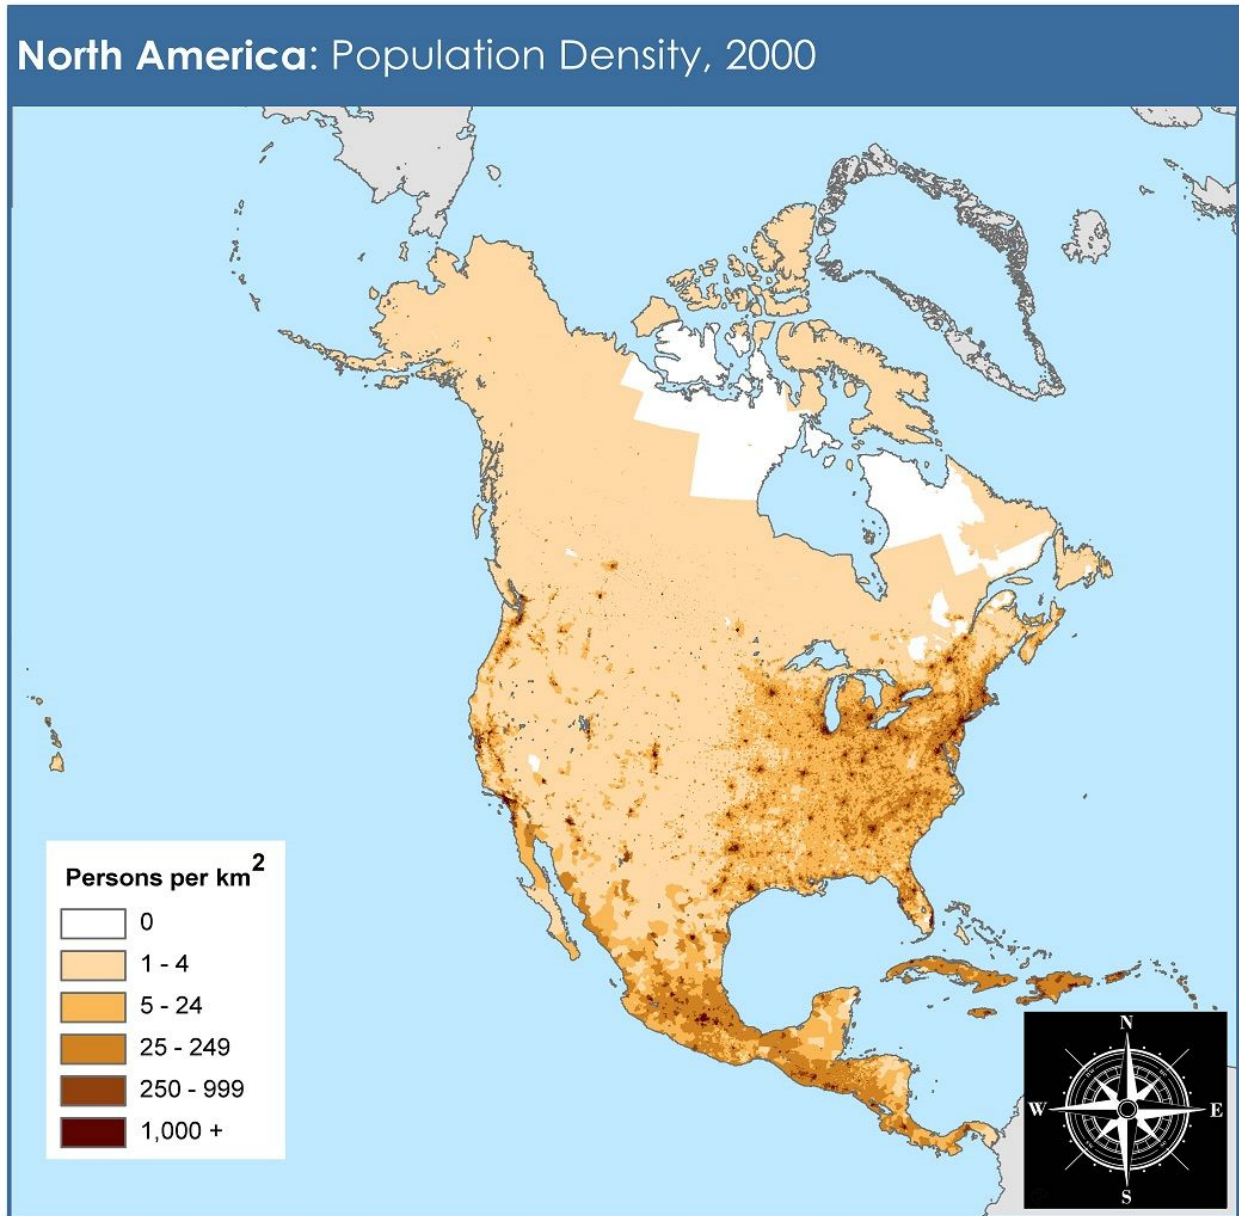 North America: Population Density, 2000
Persons per km²
0
1 - 4
5 - 24
25 - 249
250 - 999
1,000 +
N
W E
S